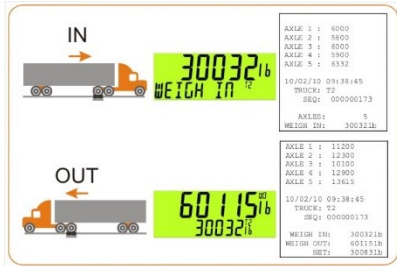 IN
30032 lb
WEIGH IN T2
AXLE 1 : 6000
AXLE 2 : 5800
AXLE 3 : 6000
AXLE 4 : 5900
AXLE 5 : 6332
10/02/10 09:38:45
TRUCK: T2
SEQ: 000000173
AXLES: 5
WEIGH IN: 30032lb
OUT
60115 lb
30032
AXLE 1 : 11200
AXLE 2 : 12300
AXLE 3 : 10100
AXLE 4 : 12900
AXLE 5 : 13615
10/02/10 09:38:45
TRUCK: T2
SEQ: 000000173
WEIGH IN: 30032lb
WEIGH OUT: 60115lb
NET: 30083lb